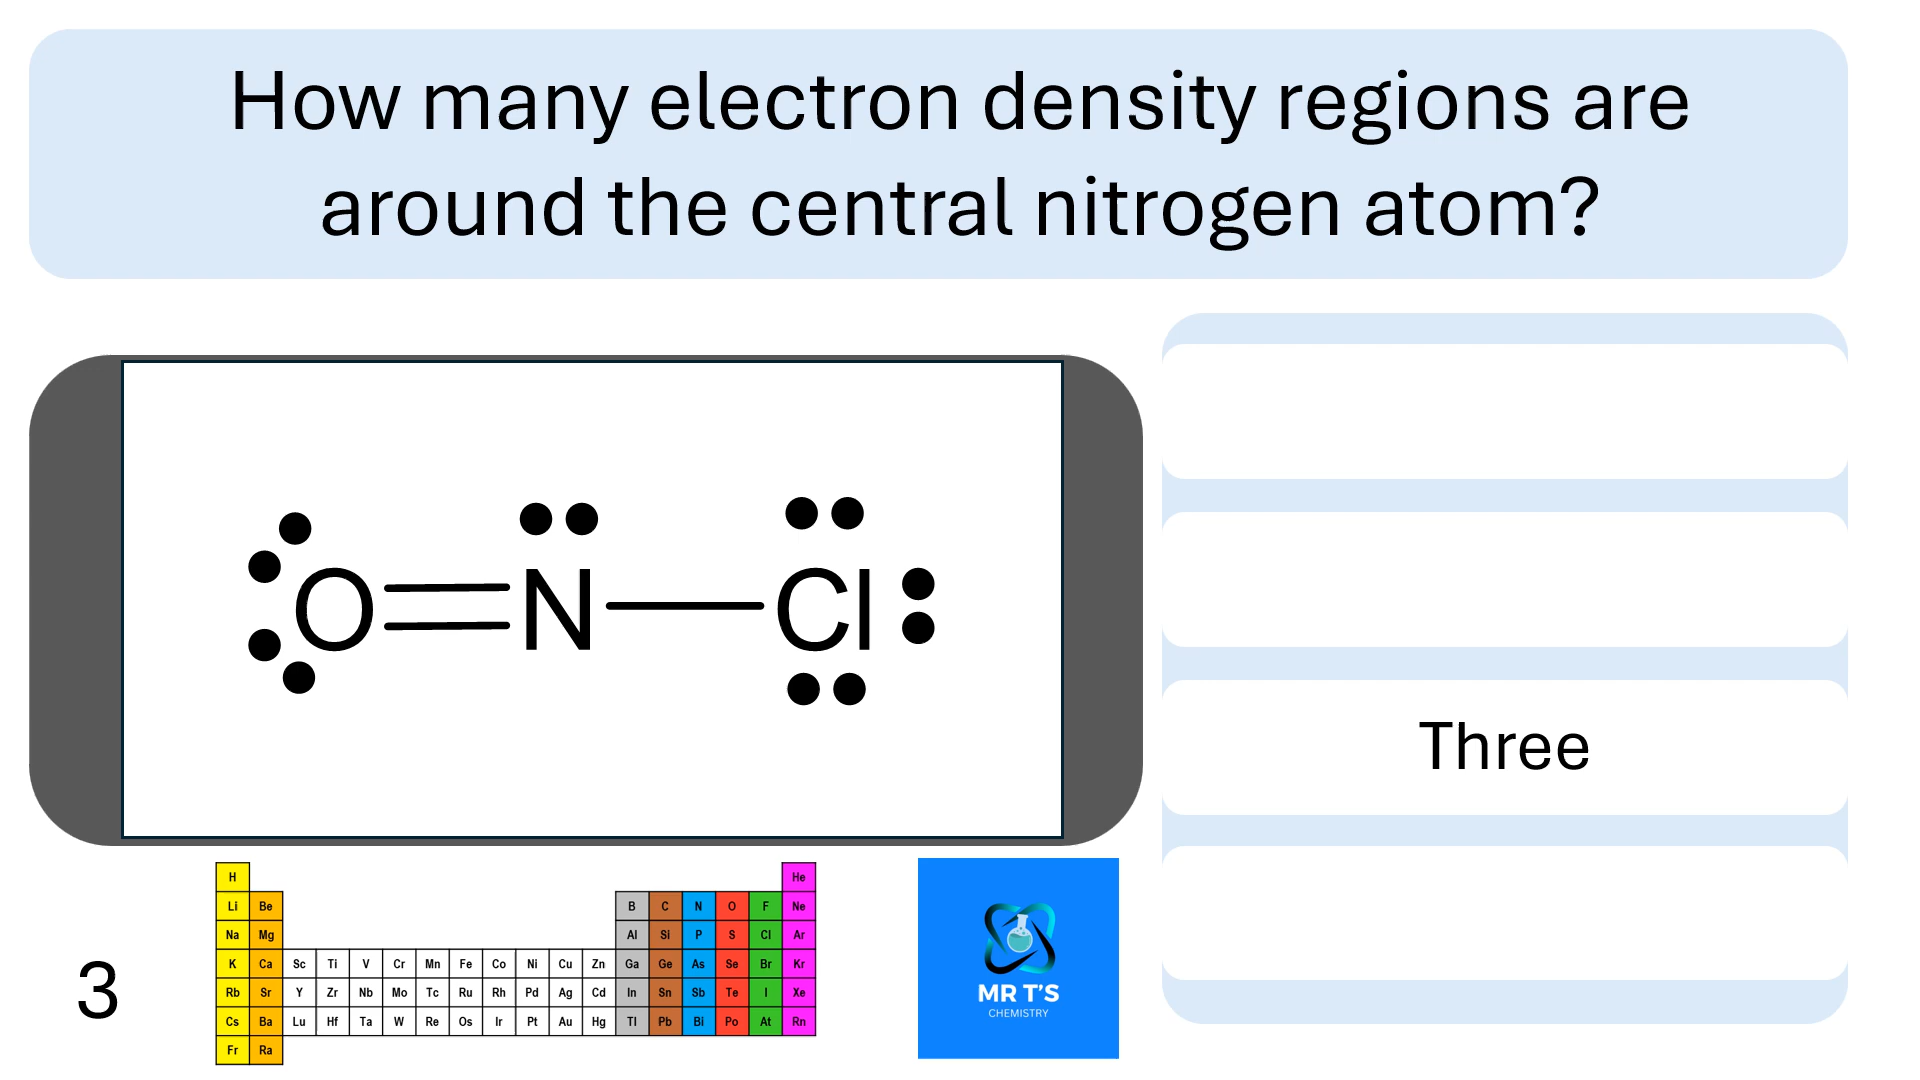 How many electron density regions are
around the central nitrogen atom?
O N Cl
Three
H He
Li Be B C N O F Ne
Na Mg Al Si P S Cl Ar
K Ca Sc Ti V Cr Mn Fe Co Ni Cu Zn Ga Ge As Se Br Kr
Rb Sr Y Zr Nb Mo Tc Ru Rh Pd Ag Cd In Sn Sb Te I Xe
Cs Ba Lu Hf Ta W Re Os Ir Pt Au Hg Tl Pb Bi Po At Rn
Fr Ra
3
MR T'S
CHEMISTRY